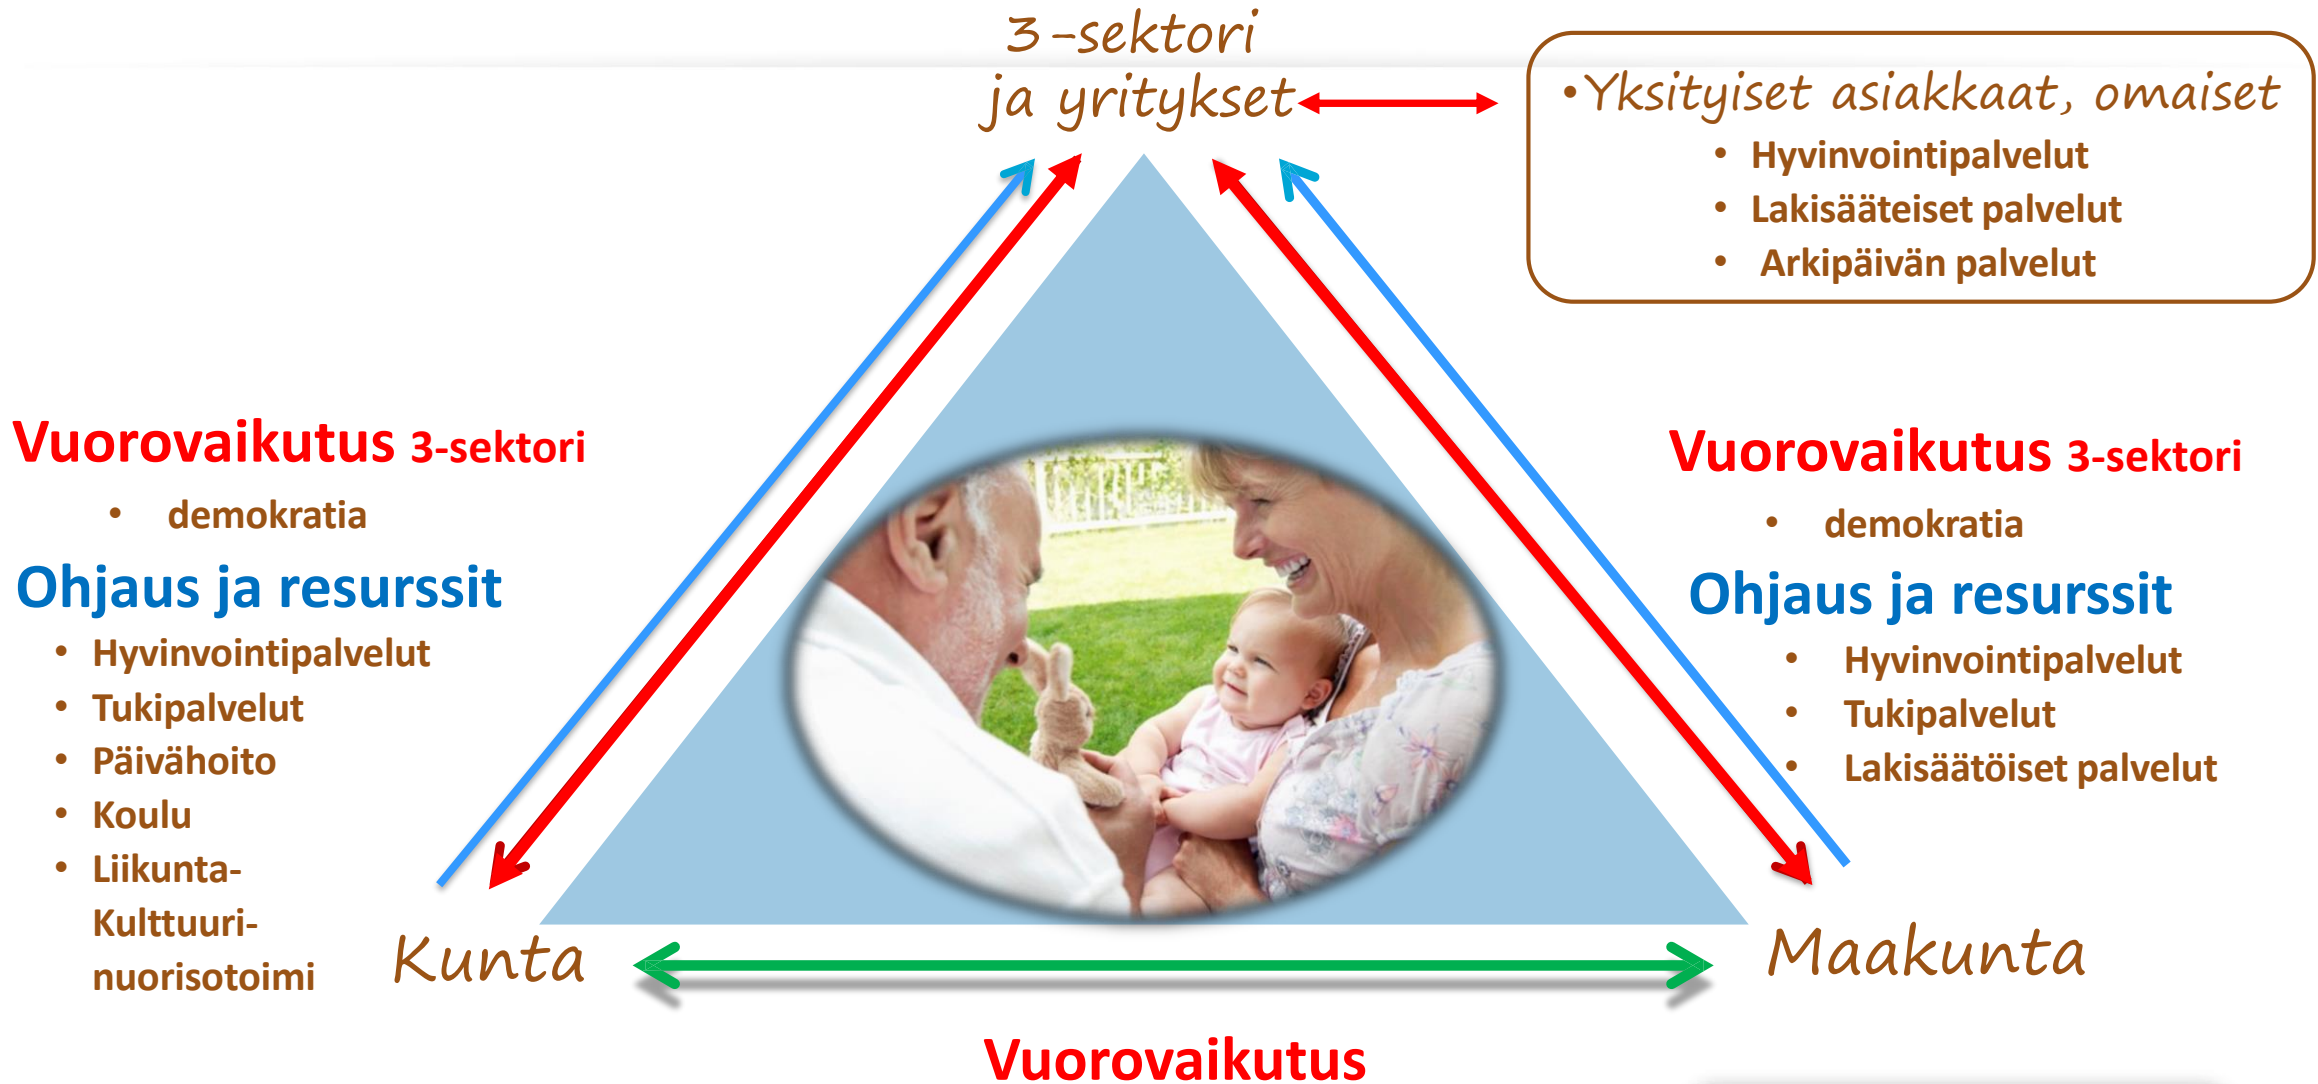 3-sektori
ja yritykset
•Yksityiset asiakkaat, omaiset
• Hyvinvointipalvelut
• Lakisääteiset palvelut
• Arkipäivän palvelut
Vuorovaikutus 3-sektori
• demokratia
Ohjaus ja resurssit
• Hyvinvointipalvelut
• Tukipalvelut
• Päivähoito
• Koulu
• Liikunta-
Kulttuuri-
nuorisotoimi
Vuorovaikutus 3-sektori
• demokratia
Ohjaus ja resurssit
• Hyvinvointipalvelut
• Tukipalvelut
• Lakisäätöiset palvelut
Kunta
Maakunta
Vuorovaikutus